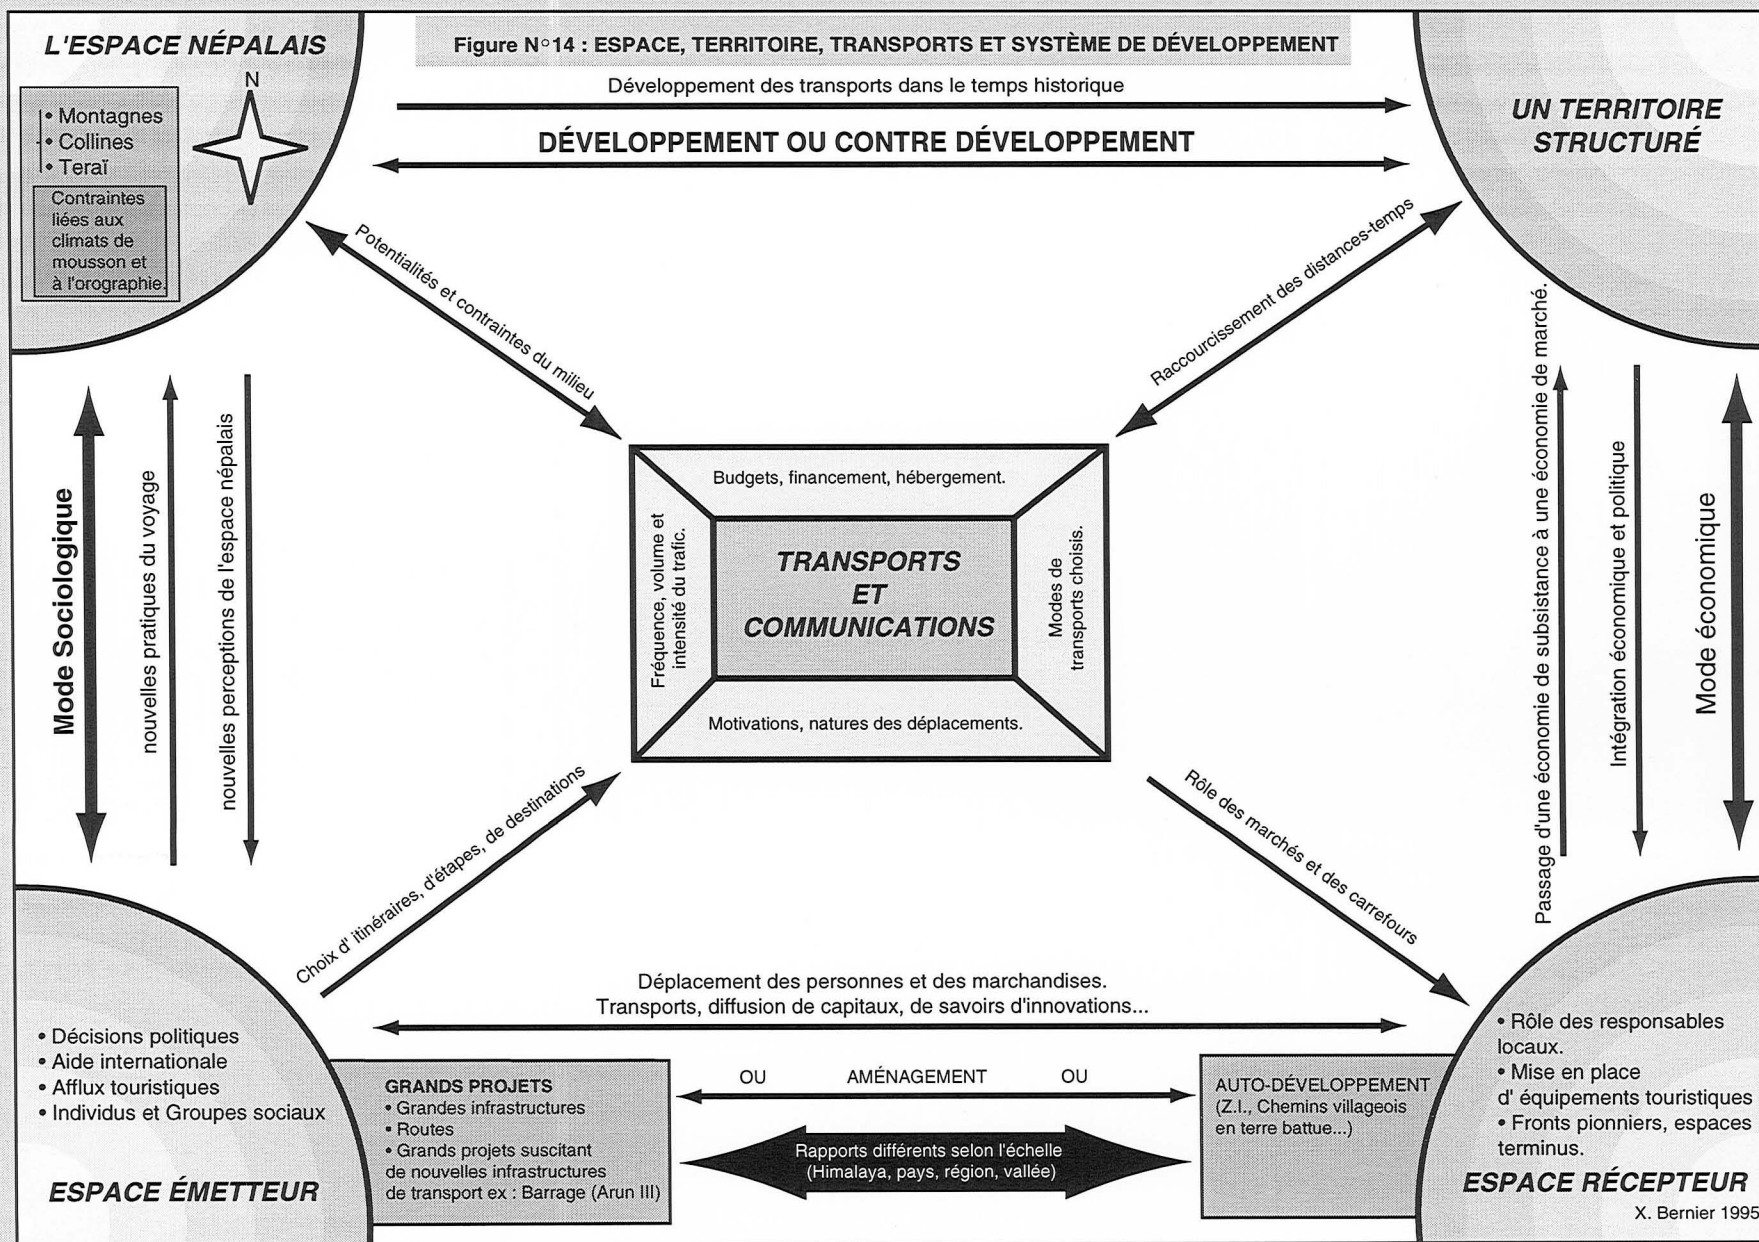 Figure N°14 : ESPACE, TERRITOIRE, TRANSPORTS ET SYSTÈME DE DÉVELOPPEMENT
L'ESPACE NÉPALAIS
N
• Montagnes
• Collines
• Teraï
Contraintes
liées aux
climats de
mousson et
à l'orographie.
Développement des transports dans le temps historique
DÉVELOPPEMENT OU CONTRE DÉVELOPPEMENT
UN TERRITOIRE
STRUCTURÉ
Potentialités et contraintes du milieu
Raccourcissement des distances-temps
Mode Sociologique
nouvelles pratiques du voyage
nouvelles perceptions de l'espace népalais
Budgets, financement, hébergement.
Fréquence, volume et
intensité du trafic.
TRANSPORTS
ET
COMMUNICATIONS
Modes de
transports choisis.
Motivations, natures des déplacements.
Passage d'une économie de subsistance à une économie de marché.
Intégration économique et politique
Mode économique
Choix d' itinéraires, d'étapes, de destinations
Rôle des marchés et des carrefours
Déplacement des personnes et des marchandises.
Transports, diffusion de capitaux, de savoirs d'innovations...
• Décisions politiques
• Aide internationale
• Afflux touristiques
• Individus et Groupes sociaux
ESPACE ÉMETTEUR
GRANDS PROJETS
• Grandes infrastructures
• Routes
• Grands projets suscitant
de nouvelles infrastructures
de transport ex : Barrage (Arun III)
OU AMÉNAGEMENT OU
Rapports différents selon l'échelle
(Himalaya, pays, région, vallée)
AUTO-DÉVELOPPEMENT
(Z.I., Chemins villageois
en terre battue...)
• Rôle des responsables
locaux.
• Mise en place
d' équipements touristiques
• Fronts pionniers, espaces
terminus.
ESPACE RÉCEPTEUR
X. Bernier 1995